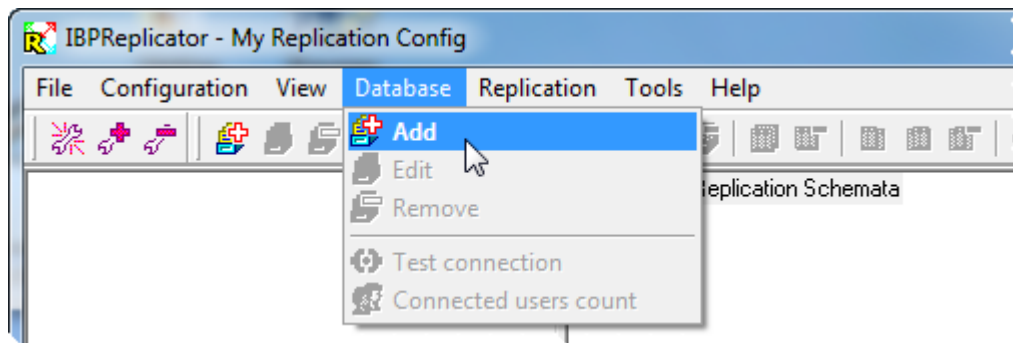 IBPReplicator - My Replication Config
File Configuration View Database Replication Tools Help
Add
Edit
Remove
Test connection
Connected users count
eplication Schemata